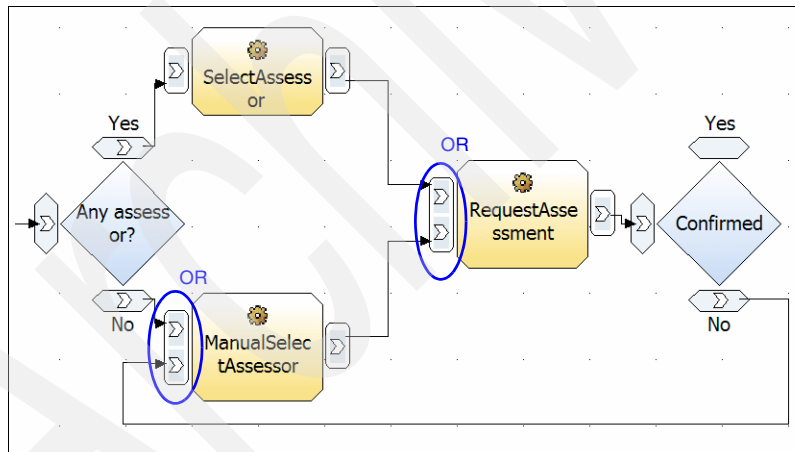 SelectAssess
or
Yes
Yes
OR
Any assess
or?
RequestAsse
ssment
Confirmed
OR
No
No
ManualSelec
tAssessor